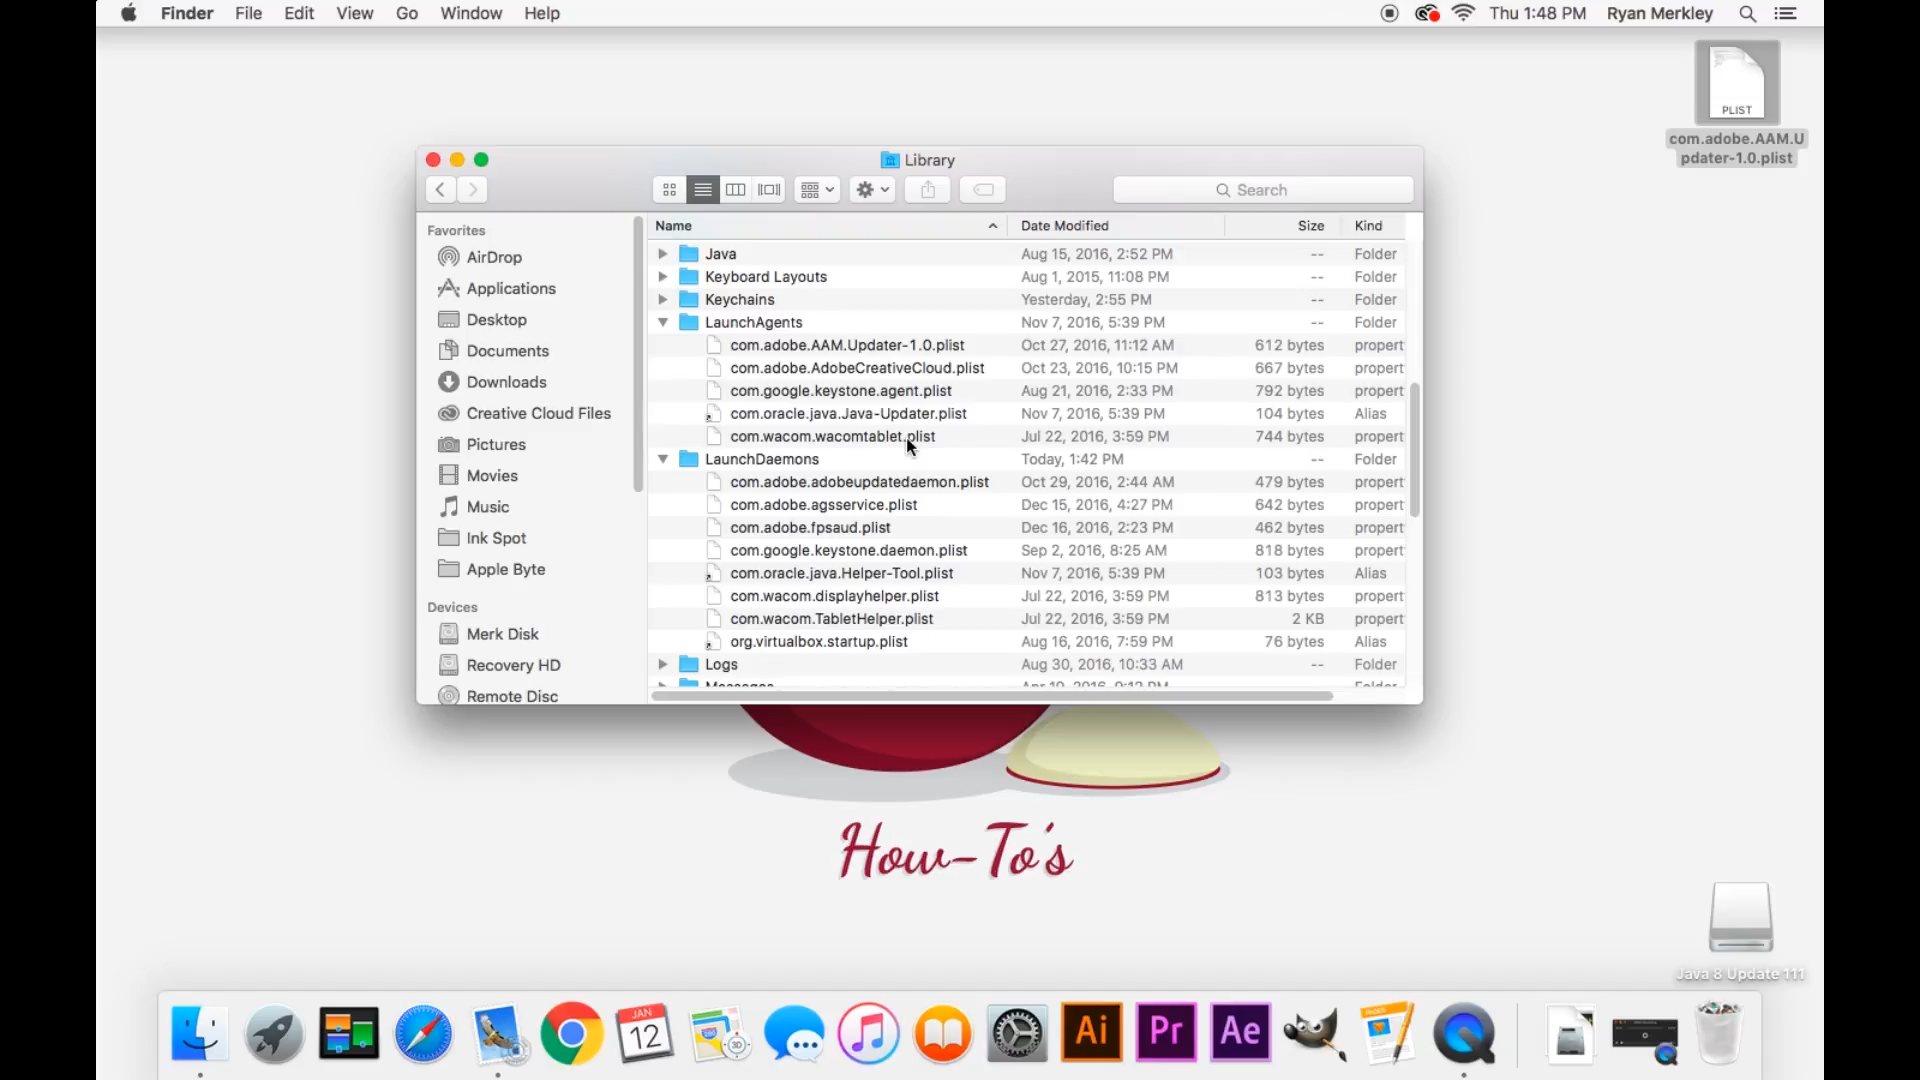 Finder File Edit View Go Window Help Thu 1:48 PM Ryan Merkley
PLIST
com.adobe.AAM.U
pdater-1.0.plist
Library
Search
Name Date Modified Size Kind
Favorites
AirDrop
Applications
Desktop
Documents
Downloads
Creative Cloud Files
Pictures
Movies
Music
Ink Spot
Apple Byte
Devices
Merk Disk
Recovery HD
Remote Disc
Java Aug 15, 2016, 2:52 PM -- Folder
Keyboard Layouts Aug 1, 2015, 11:08 PM -- Folder
Keychains Yesterday, 2:55 PM -- Folder
LaunchAgents Nov 7, 2016, 5:39 PM -- Folder
com.adobe.AAM.Updater-1.0.plist Oct 27, 2016, 11:12 AM 612 bytes propert
com.adobe.AdobeCreativeCloud.plist Oct 23, 2016, 10:15 PM 667 bytes propert
com.google.keystone.agent.plist Aug 21, 2016, 2:33 PM 792 bytes propert
com.oracle.java.Java-Updater.plist Nov 7, 2016, 5:39 PM 104 bytes Alias
com.wacom.wacomtablet.plist Jul 22, 2016, 3:59 PM 744 bytes propert
LaunchDaemons Today, 1:42 PM -- Folder
com.adobe.adobeupdatedaemon.plist Oct 29, 2016, 2:44 AM 479 bytes propert
com.adobe.agsservice.plist Dec 15, 2016, 4:27 PM 642 bytes propert
com.adobe.fpsaud.plist Dec 16, 2016, 2:23 PM 462 bytes propert
com.google.keystone.daemon.plist Sep 2, 2016, 8:25 AM 818 bytes propert
com.oracle.java.Helper-Tool.plist Nov 7, 2016, 5:39 PM 103 bytes Alias
com.wacom.displayhelper.plist Jul 22, 2016, 3:59 PM 813 bytes propert
com.wacom.TabletHelper.plist Jul 22, 2016, 3:59 PM 2 KB propert
org.virtualbox.startup.plist Aug 16, 2016, 7:59 PM 76 bytes Alias
Logs Aug 30, 2016, 10:33 AM -- Folder
How-To's
Java 8 Update 111
JAN
12
3D
Ai
Pr
Ae
PAGES